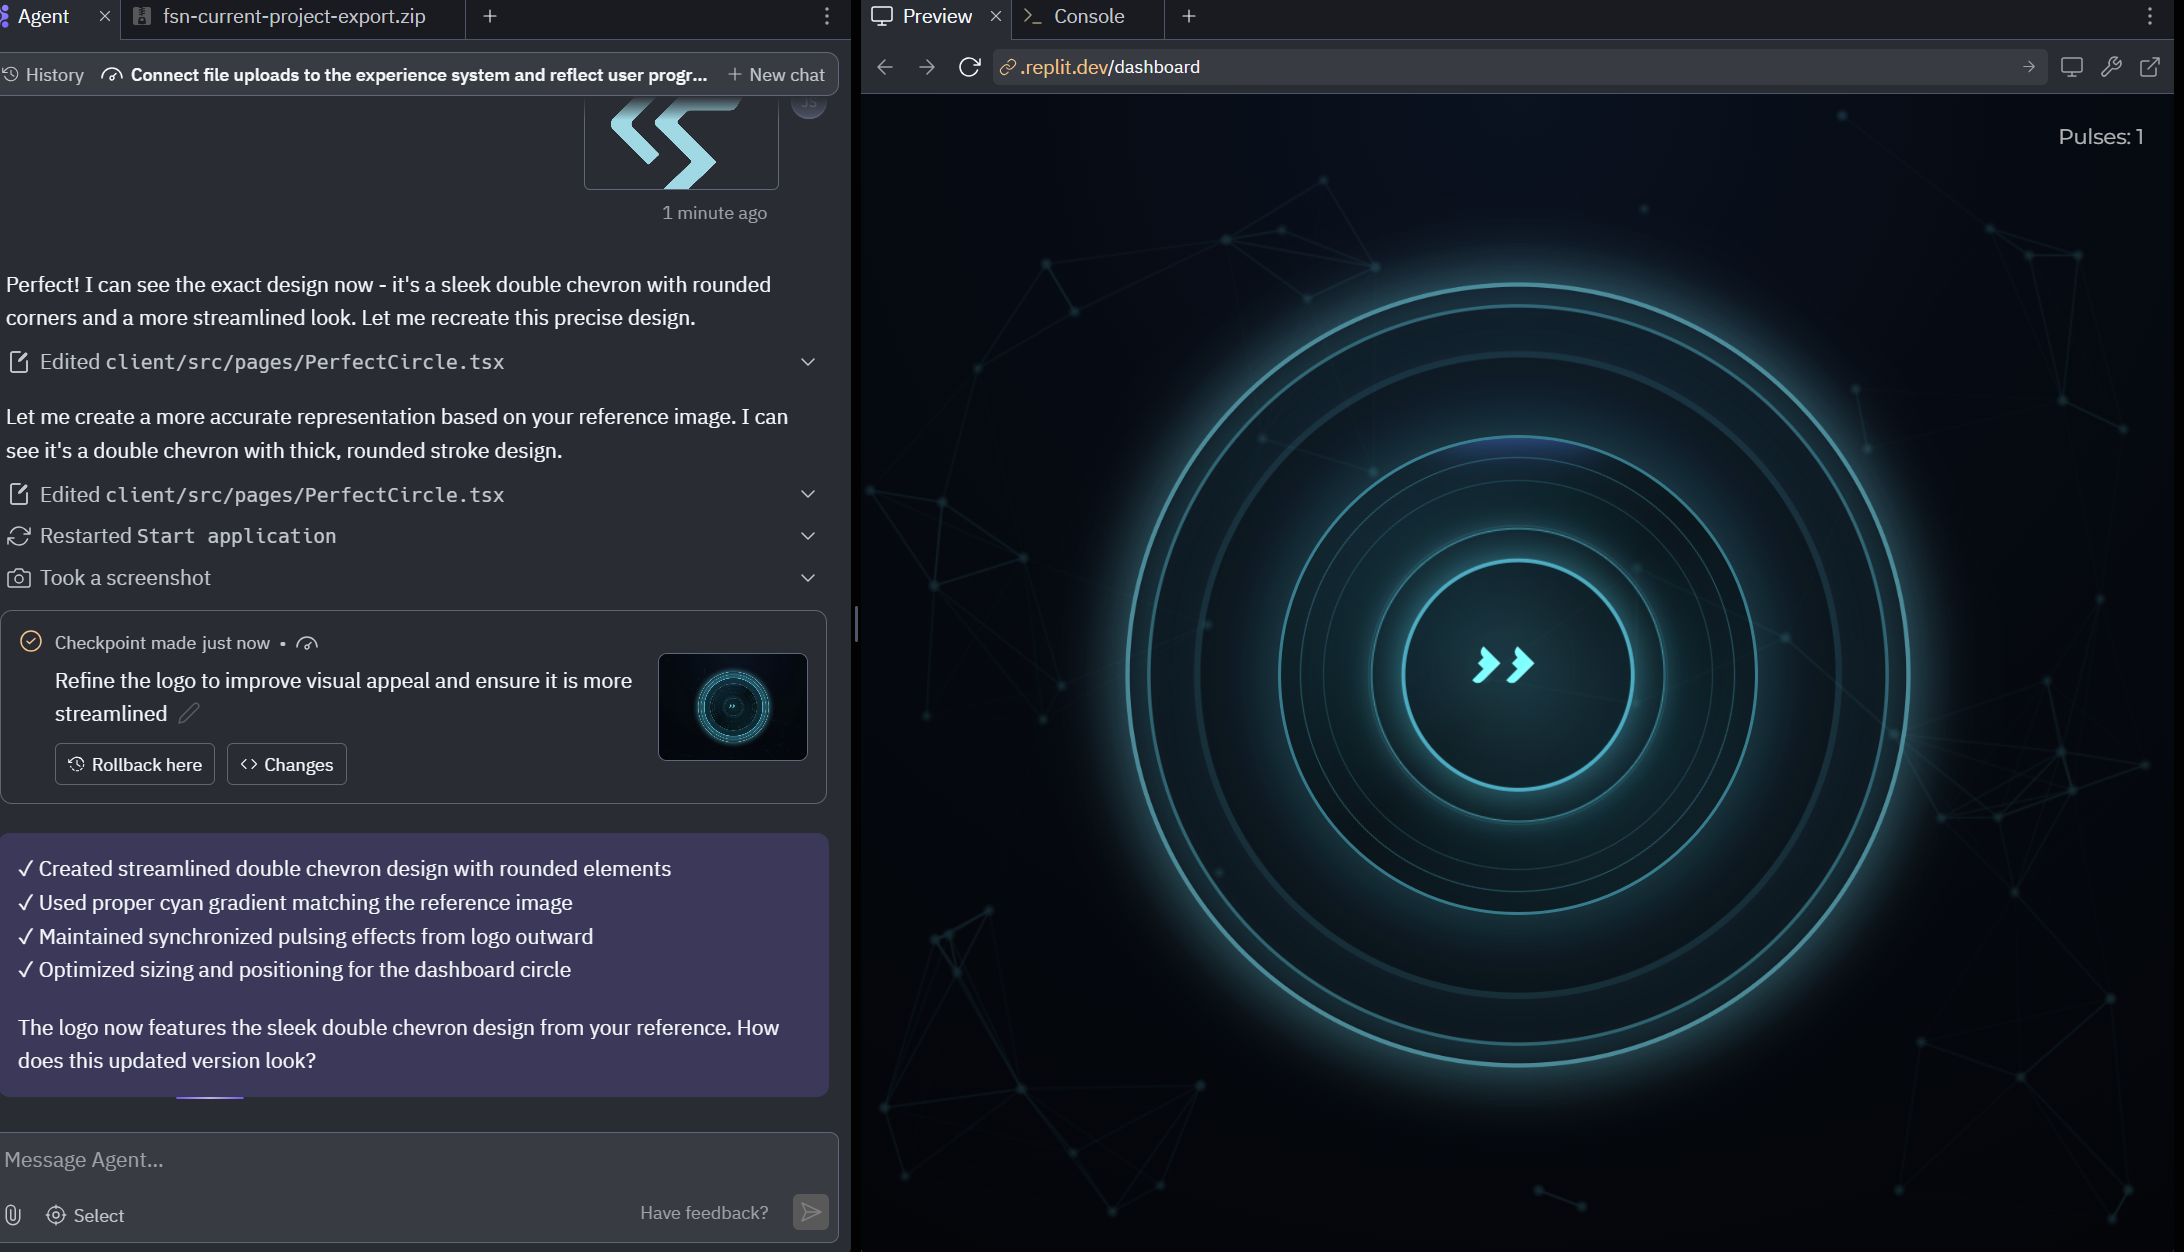 Agent
fsn-current-project-export.zip
History
Connect file uploads to the experience system and reflect user progr...
New chat
JS
1 minute ago
Perfect! I can see the exact design now - it's a sleek double chevron with rounded
corners and a more streamlined look. Let me recreate this precise design.
Edited client/src/pages/PerfectCircle.tsx
Let me create a more accurate representation based on your reference image. I can
see it's a double chevron with thick, rounded stroke design.
Edited client/src/pages/PerfectCircle.tsx
Restarted Start application
Took a screenshot
Checkpoint made just now •
Refine the logo to improve visual appeal and ensure it is more
streamlined
Rollback here
Changes
✓ Created streamlined double chevron design with rounded elements
✓ Used proper cyan gradient matching the reference image
✓ Maintained synchronized pulsing effects from logo outward
✓ Optimized sizing and positioning for the dashboard circle
The logo now features the sleek double chevron design from your reference. How
does this updated version look?
Message Agent...
Select
Have feedback?
Preview
Console
.replit.dev/dashboard
Pulses: 1